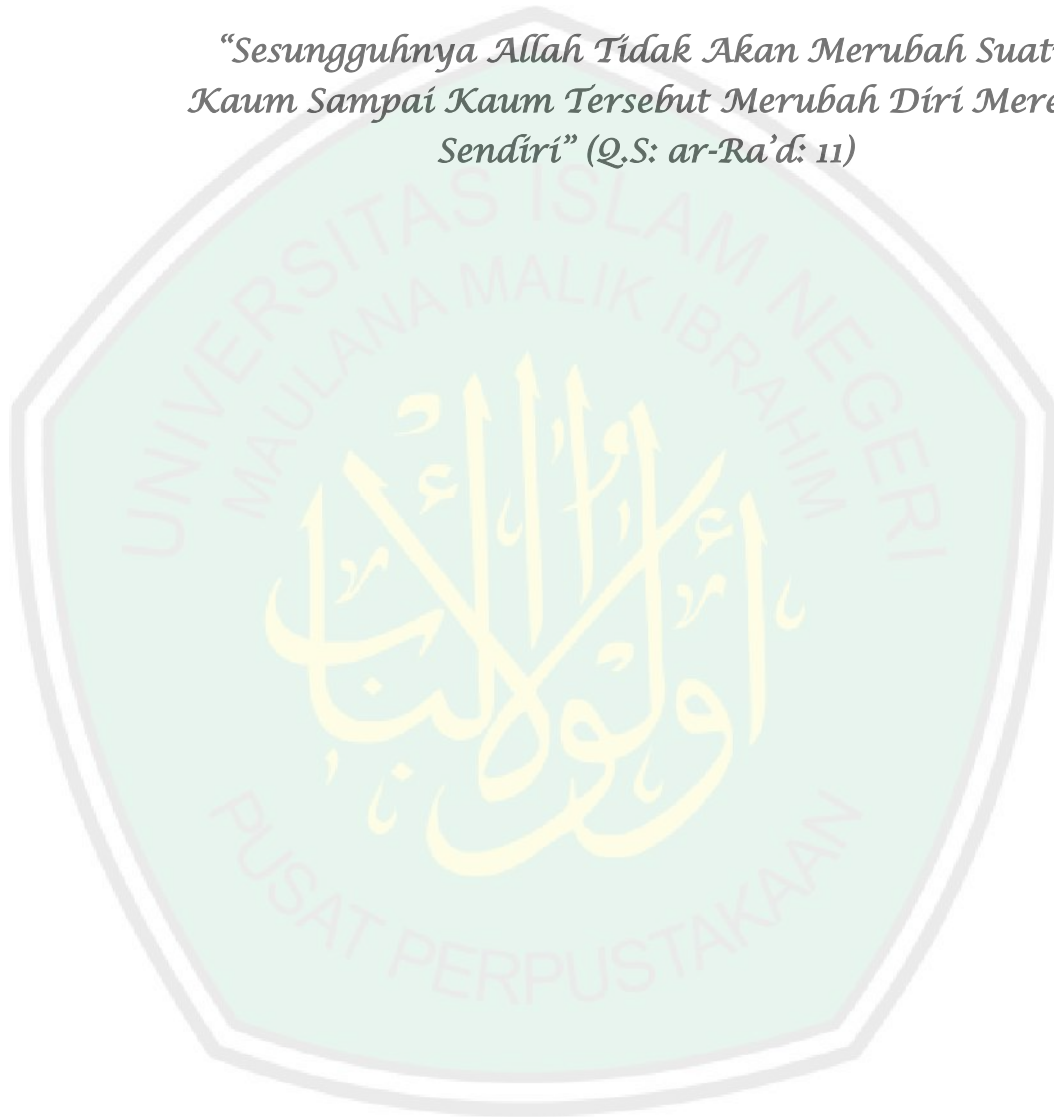 “Sesungguhnya Allah Tidak Akan Merubah Suat
Kaum Sampai Kaum Tersebut Merubah Diri Mere
Sendiri” (Q.S: ar-Ra’d: 11)
UNIVERSITAS ISLAM NEGERI
MAULANA MALIK IBRAHIM
أولوا الألباب
PUSAT PERPUSTAKAAN